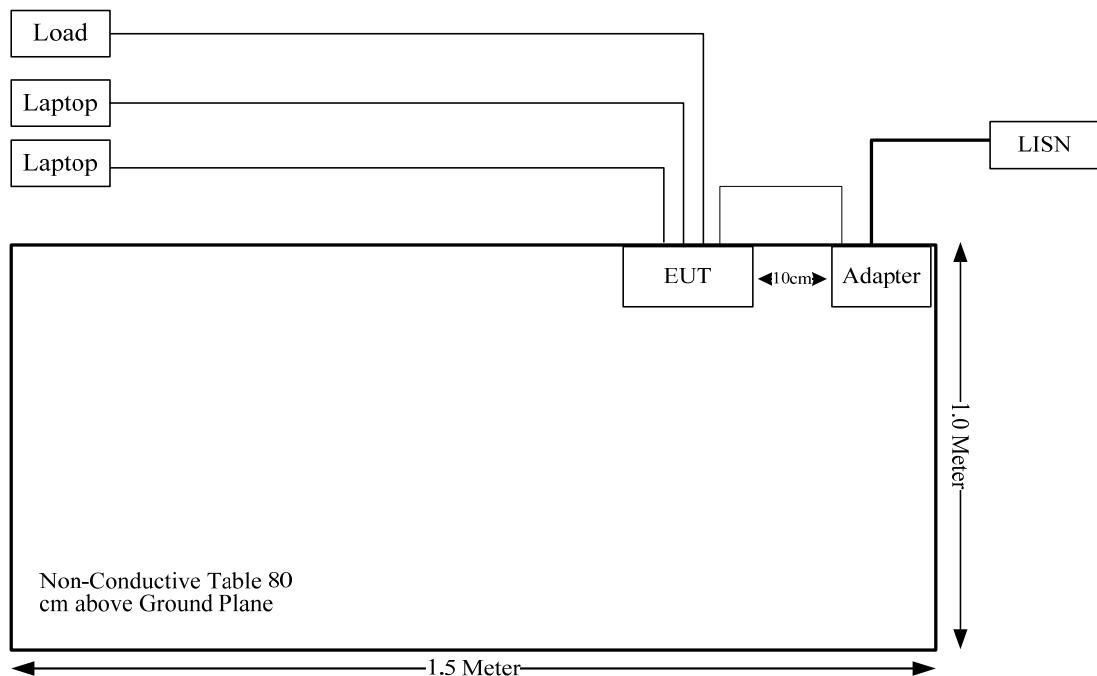 Load
Laptop
Laptop
LISN
EUT
10cm
Adapter
1.0 Meter
Non-Conductive Table 80
cm above Ground Plane
1.5 Meter